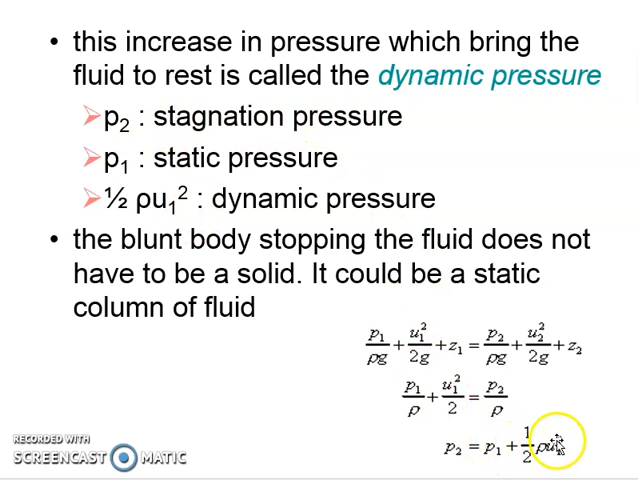 • this increase in pressure which bring the
fluid to rest is called the dynamic pressure
➢p₂ : stagnation pressure
➢p₁ : static pressure
➢½ ρu₁² : dynamic pressure
• the blunt body stopping the fluid does not
have to be a solid. It could be a static
column of fluid
p₁/ρg + u₁²/2g + z₁ = p₂/ρg + u₂²/2g + z₂
p₁/ρ + u₁²/2 = p₂/ρ
p₂ = p₁ + 1/2 ρu
RECORDED WITH
SCREENCAST MATIC